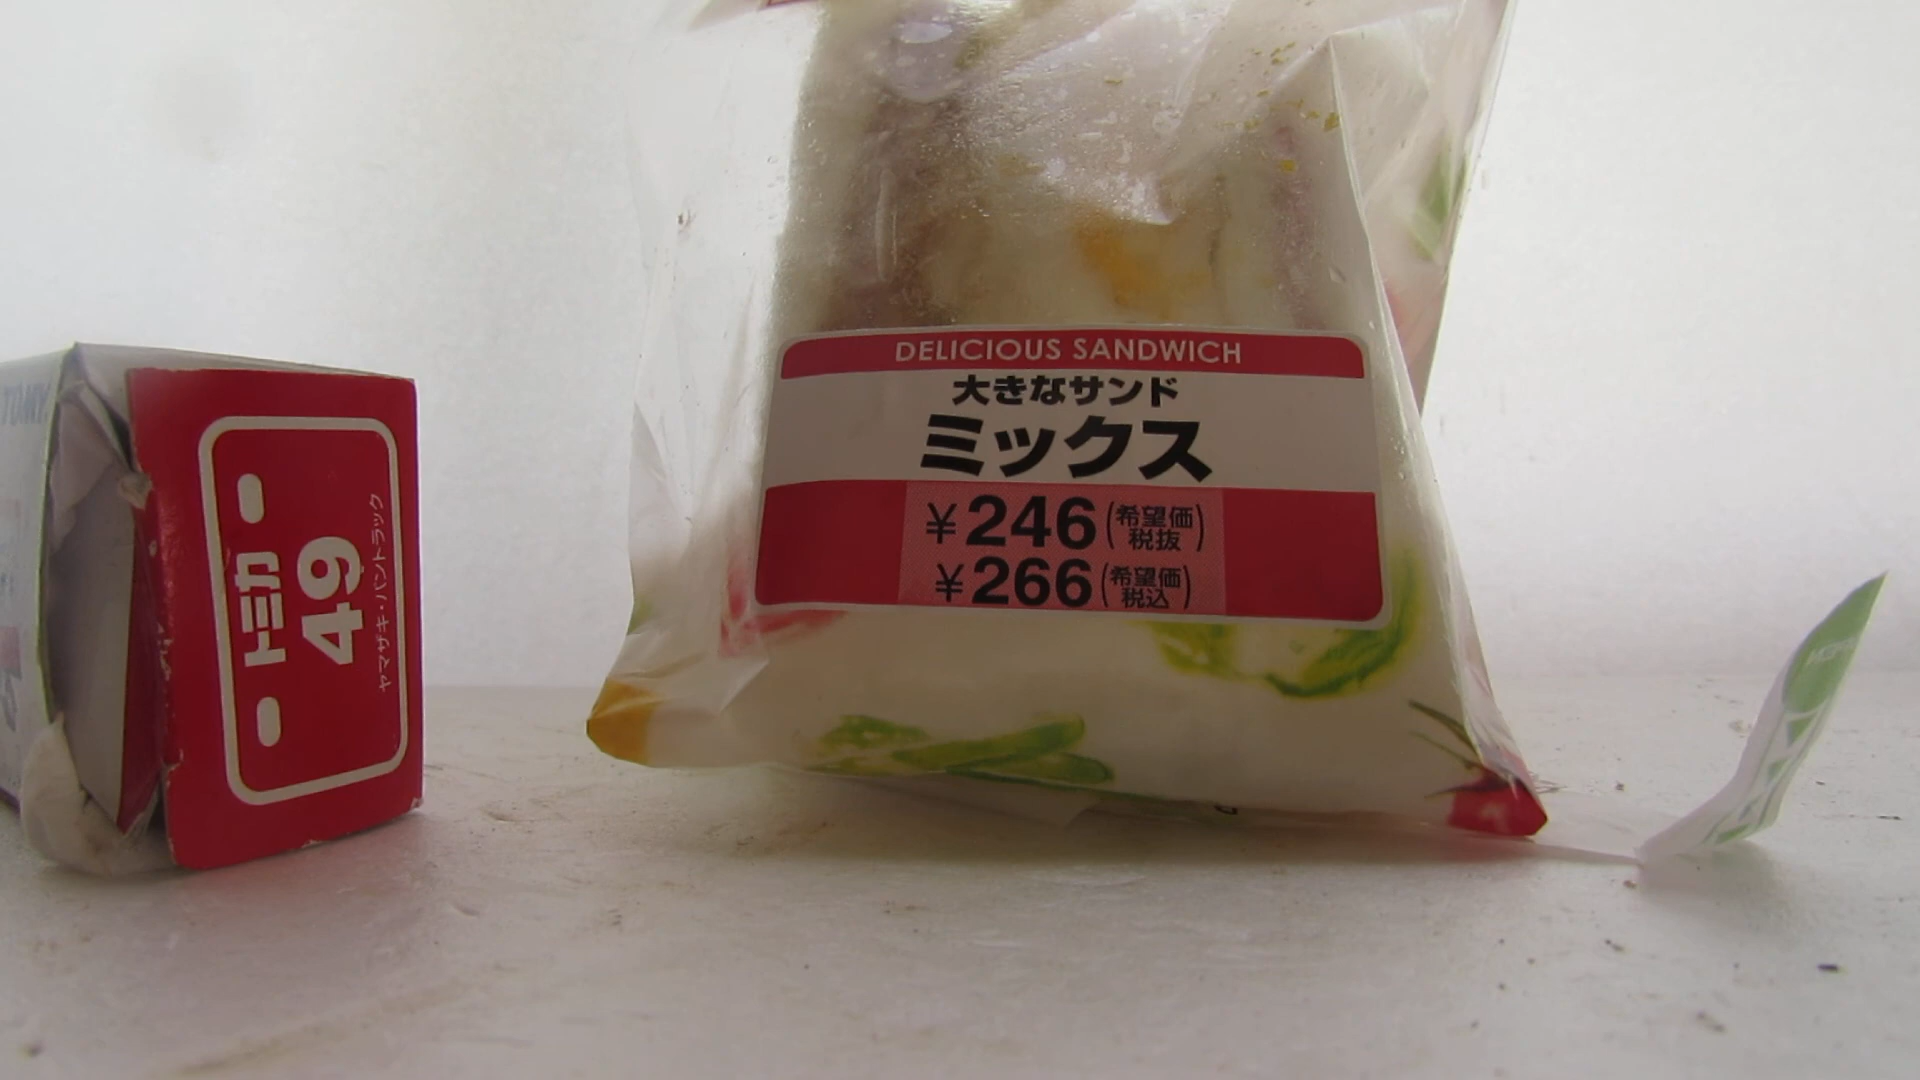 トミカ
49
ヤマザキ・パントラック
DELICIOUS SANDWICH
大きなサンド
ミックス
¥246(希望価税抜)
¥266(希望価税込)